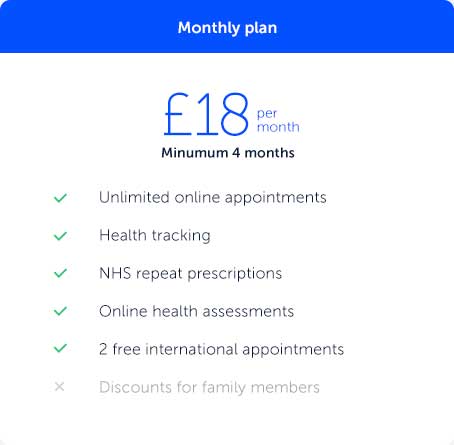 Monthly plan
£18 per month
Minumum 4 months
Unlimited online appointments
Health tracking
NHS repeat prescriptions
Online health assessments
2 free international appointments
Discounts for family members